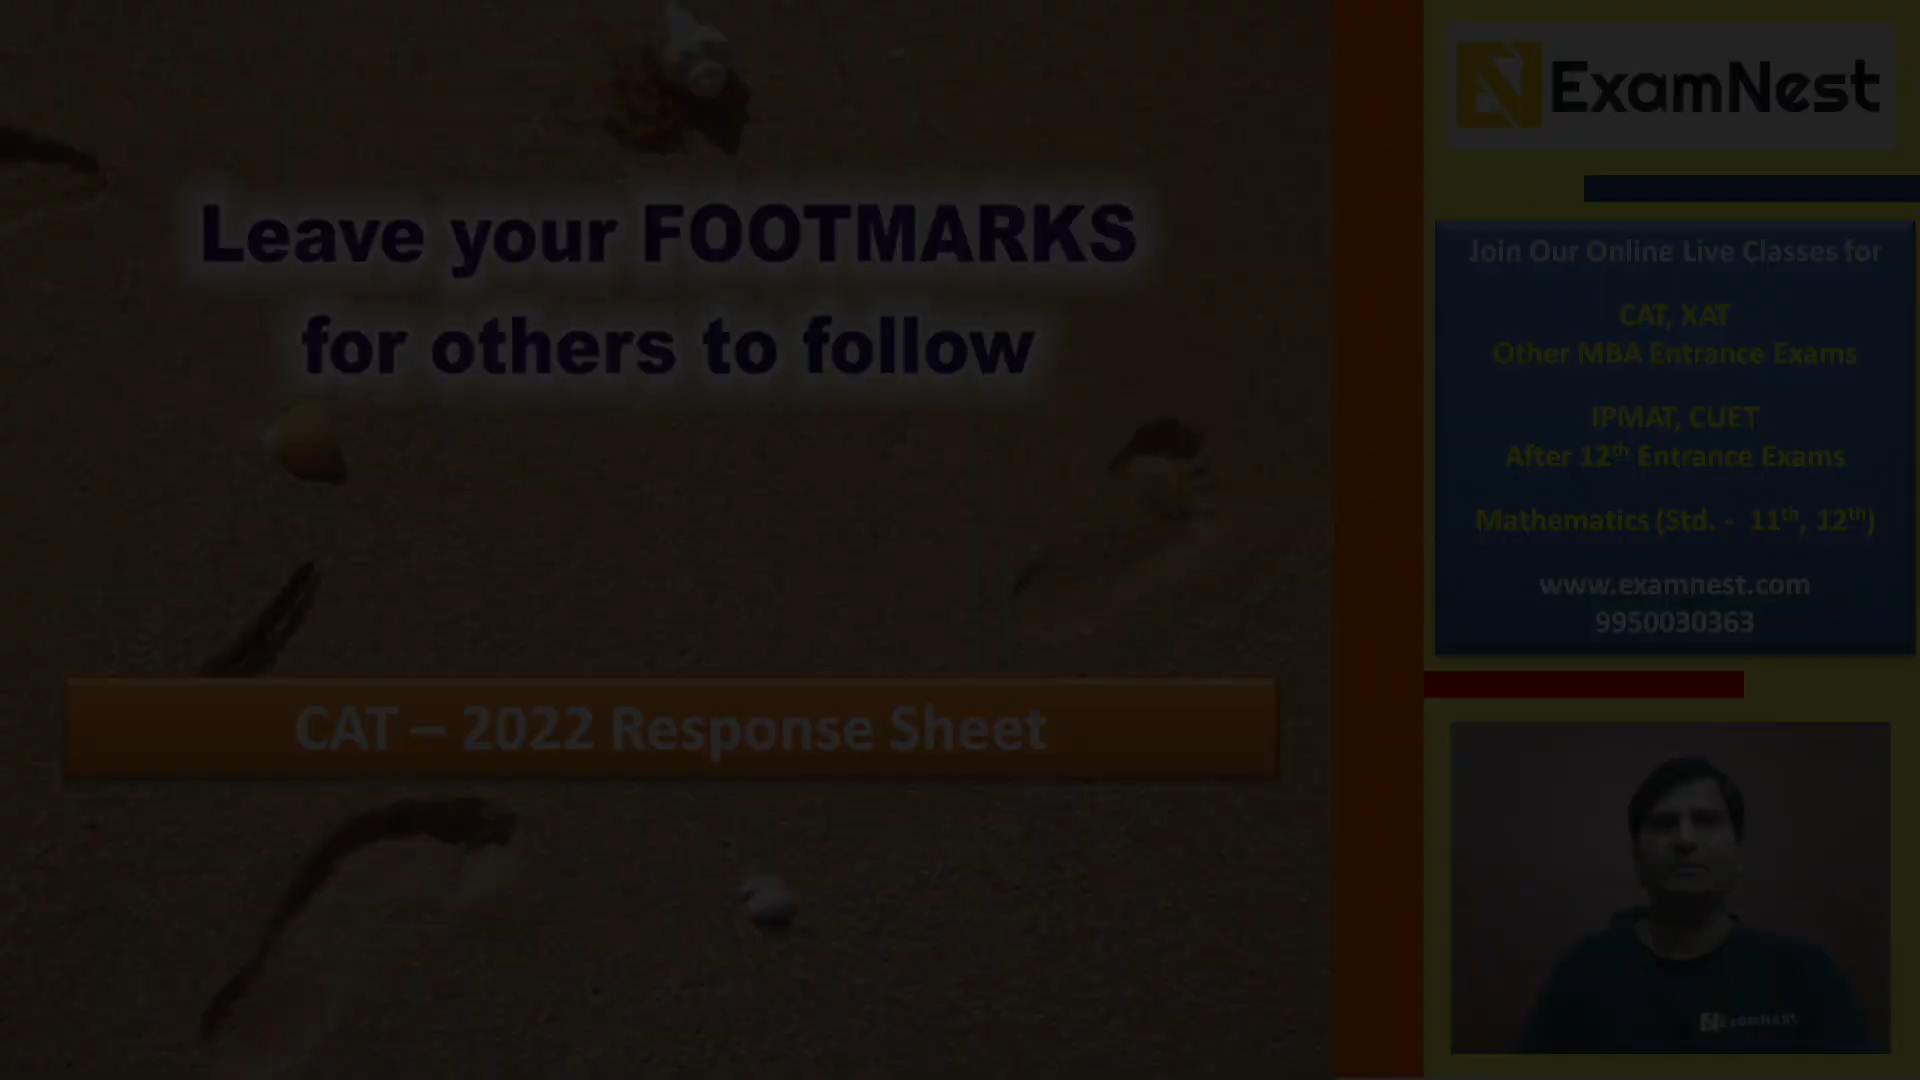 Leave your FOOTMARKS
for others to follow
CAT – 2022 Response Sheet
ExamNest
Join Our Online Live Classes for
CAT, XAT
Other MBA Entrance Exams
IPMAT, CUET
After 12th Entrance Exams
Mathematics (Std. - 11th, 12th)
www.examnest.com
9950030363
ExamNest